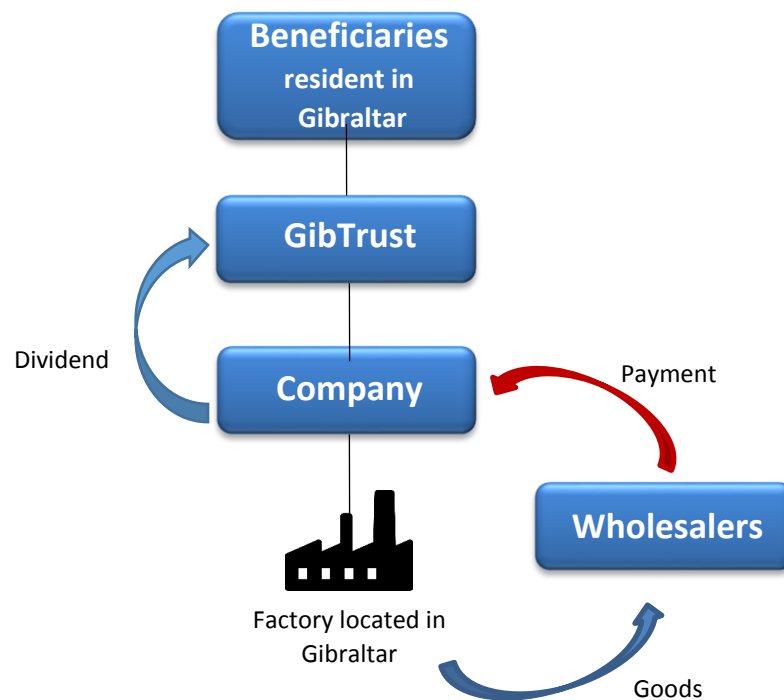 Beneficiaries
resident in
Gibraltar
GibTrust
Dividend
Company
Payment
Wholesalers
Factory located in
Gibraltar
Goods